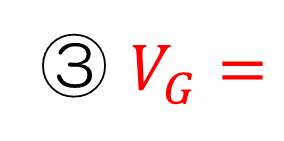 ③ V_G =